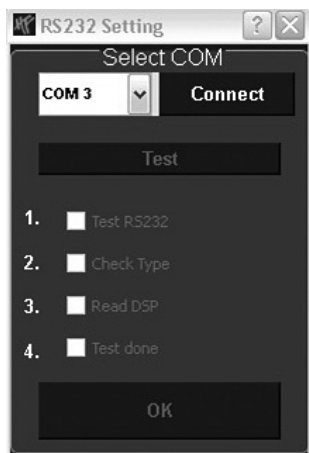 RS232 Setting
Select COM
COM 3 Connect
Test
1. Test RS232
2. Check Type
3. Read DSP
4. Test done
OK